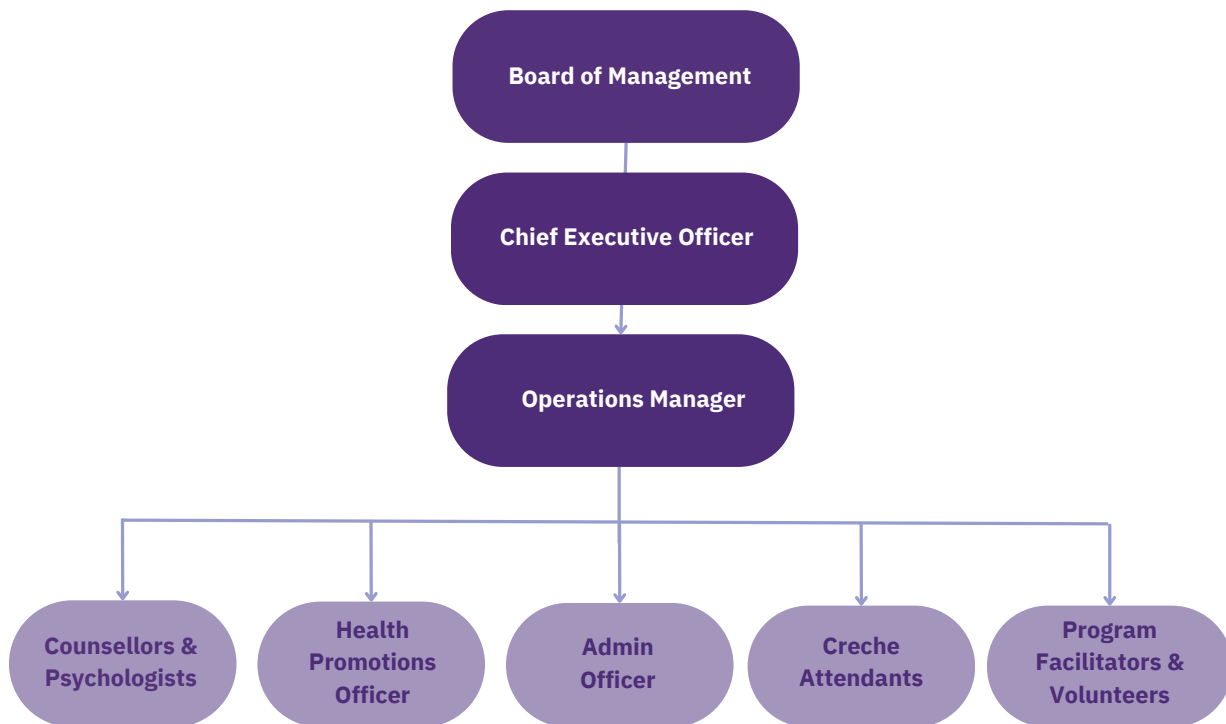 Board of Management
Chief Executive Officer
Operations Manager
Counsellors &
Psychologists
Health
Promotions
Officer
Admin
Officer
Creche
Attendants
Program
Facilitators &
Volunteers